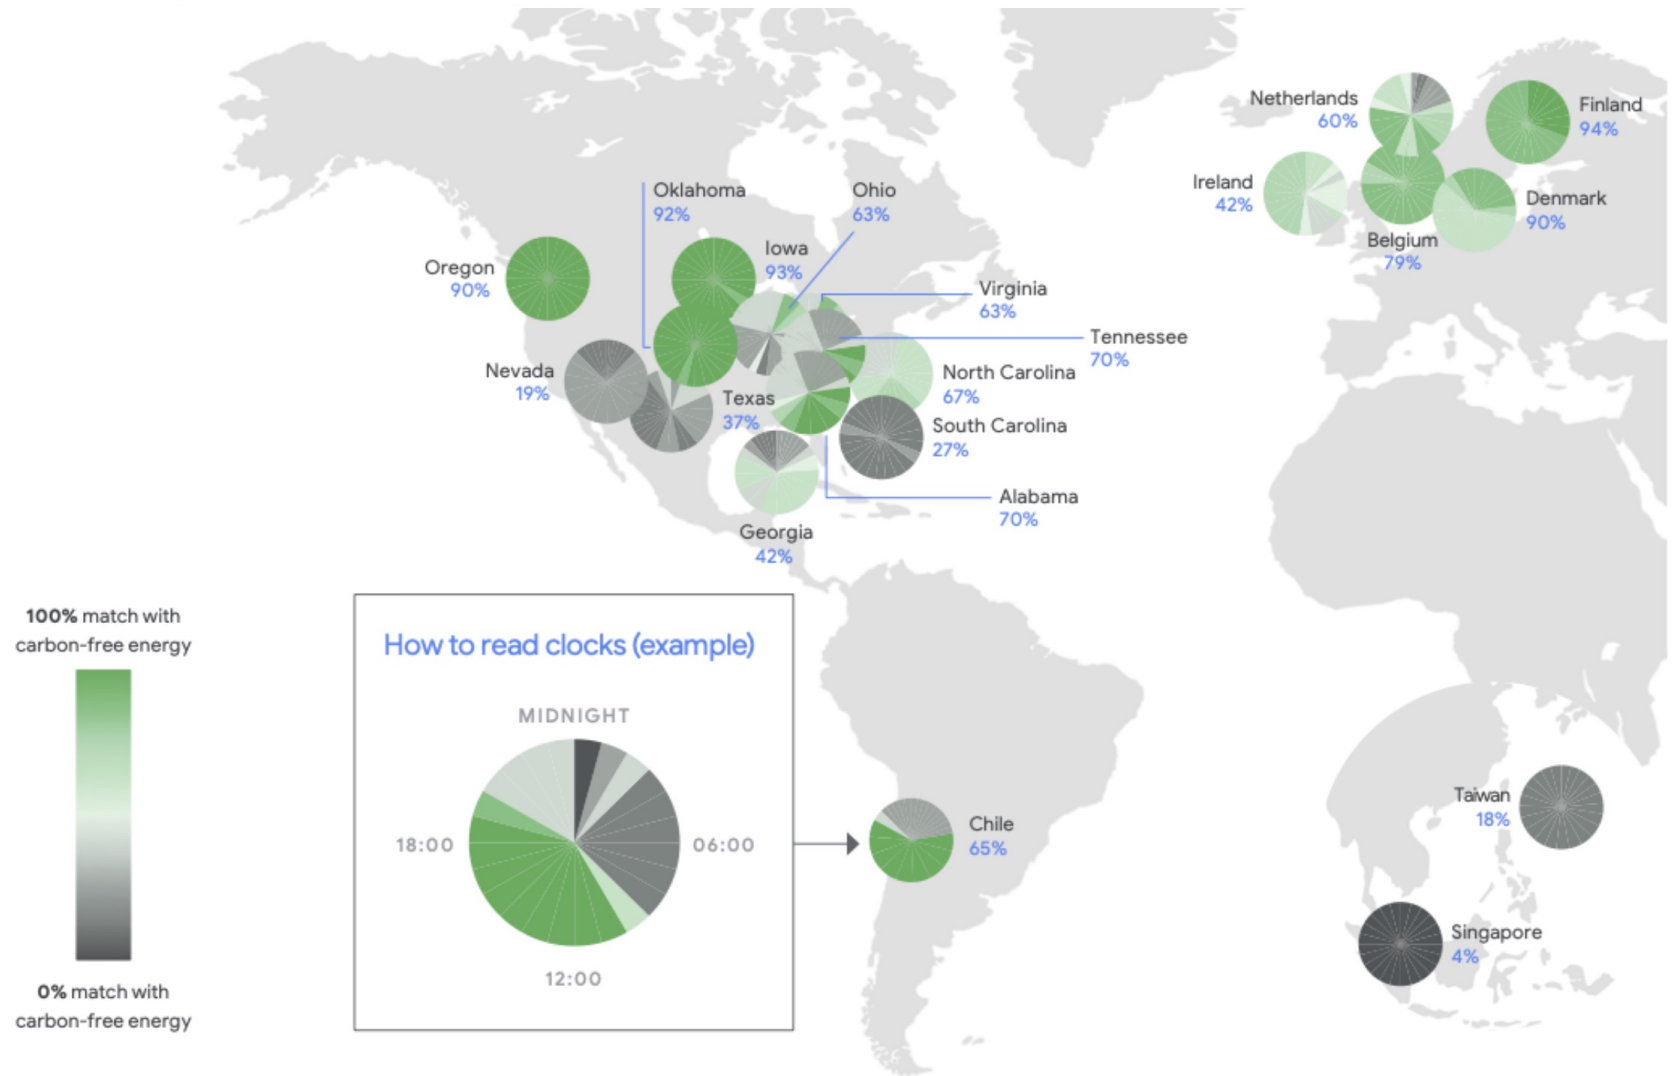 Netherlands
60%
Finland
94%
Ireland
42%
Denmark
90%
Belgium
79%
Oklahoma
92%
Ohio
63%
Iowa
93%
Oregon
90%
Virginia
63%
Tennessee
70%
Nevada
19%
Texas
37%
North Carolina
67%
South Carolina
27%
Alabama
70%
Georgia
42%
100% match with
carbon-free energy
0% match with
carbon-free energy
How to read clocks (example)
MIDNIGHT
18:00
06:00
12:00
Chile
65%
Taiwan
18%
Singapore
4%